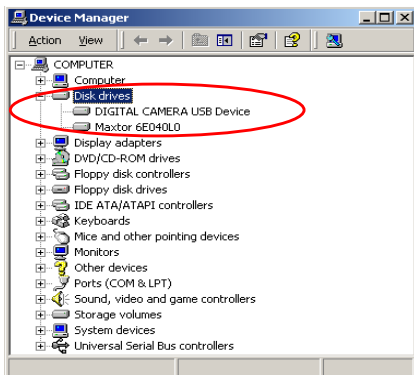 Device Manager
Action View
COMPUTER
Computer
Disk drives
DIGITAL CAMERA USB Device
Maxtor 6E040L0
Display adapters
DVD/CD-ROM drives
Floppy disk controllers
Floppy disk drives
IDE ATA/ATAPI controllers
Keyboards
Mice and other pointing devices
Monitors
Other devices
Ports (COM & LPT)
Sound, video and game controllers
Storage volumes
System devices
Universal Serial Bus controllers